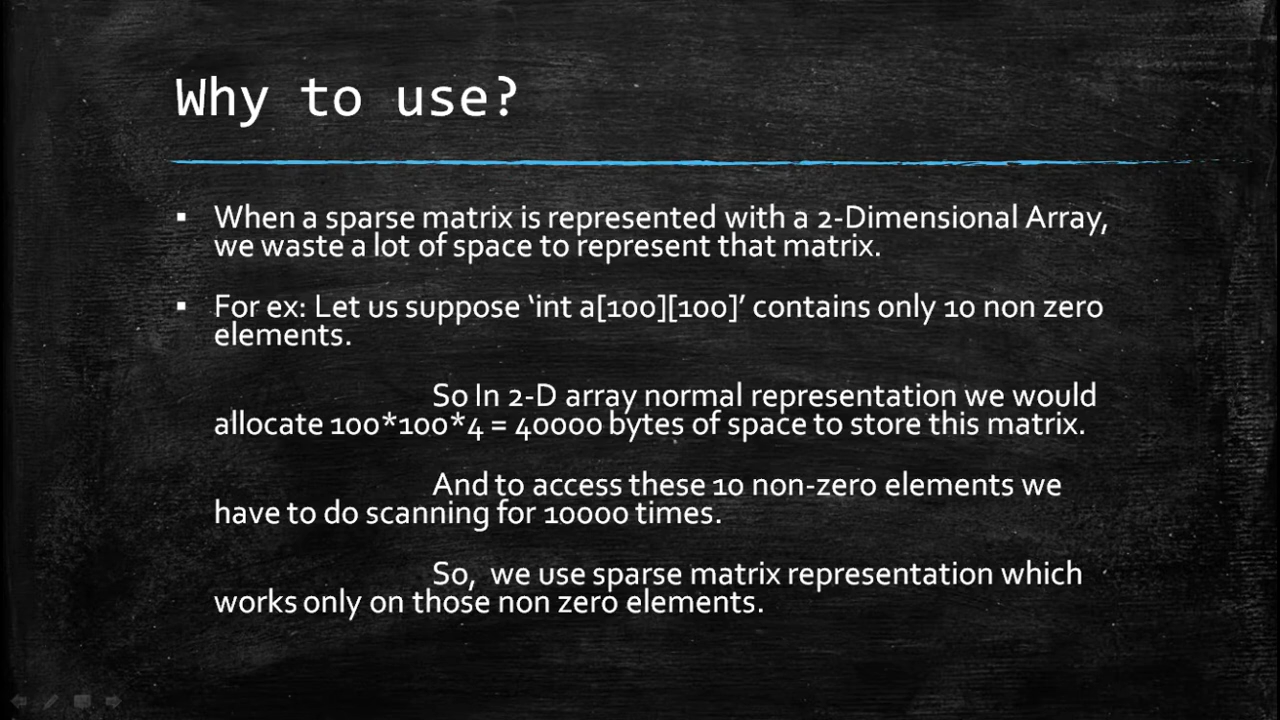 Why to use?
When a sparse matrix is represented with a 2-Dimensional Array,
we waste a lot of space to represent that matrix.
For ex: Let us suppose ‘int a[100][100]’ contains only 10 non zero
elements.
So In 2-D array normal representation we would
allocate 100*100*4 = 40000 bytes of space to store this matrix.
And to access these 10 non-zero elements we
have to do scanning for 10000 times.
So, we use sparse matrix representation which
works only on those non zero elements.